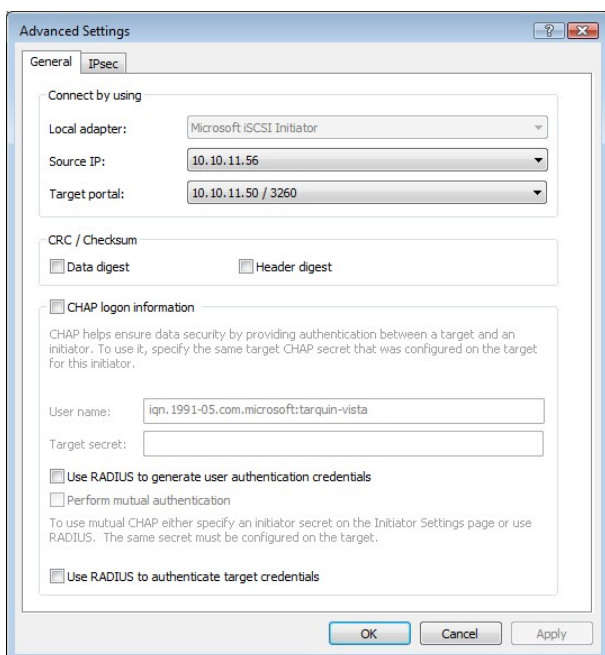 Advanced Settings
General
IPsec
Connect by using
Local adapter:
Microsoft iSCSI Initiator
Source IP:
10.10.11.56
Target portal:
10.10.11.50 / 3260
CRC / Checksum
Data digest
Header digest
CHAP logon information
CHAP helps ensure data security by providing authentication between a target and an
initiator. To use it, specify the same target CHAP secret that was configured on the target
for this initiator.
User name:
iqn.1991-05.com.microsoft:tarquin-vista
Target secret:
Use RADIUS to generate user authentication credentials
Perform mutual authentication
To use mutual CHAP either specify an initiator secret on the Initiator Settings page or use
RADIUS. The same secret must be configured on the target.
Use RADIUS to authenticate target credentials
OK
Cancel
Apply